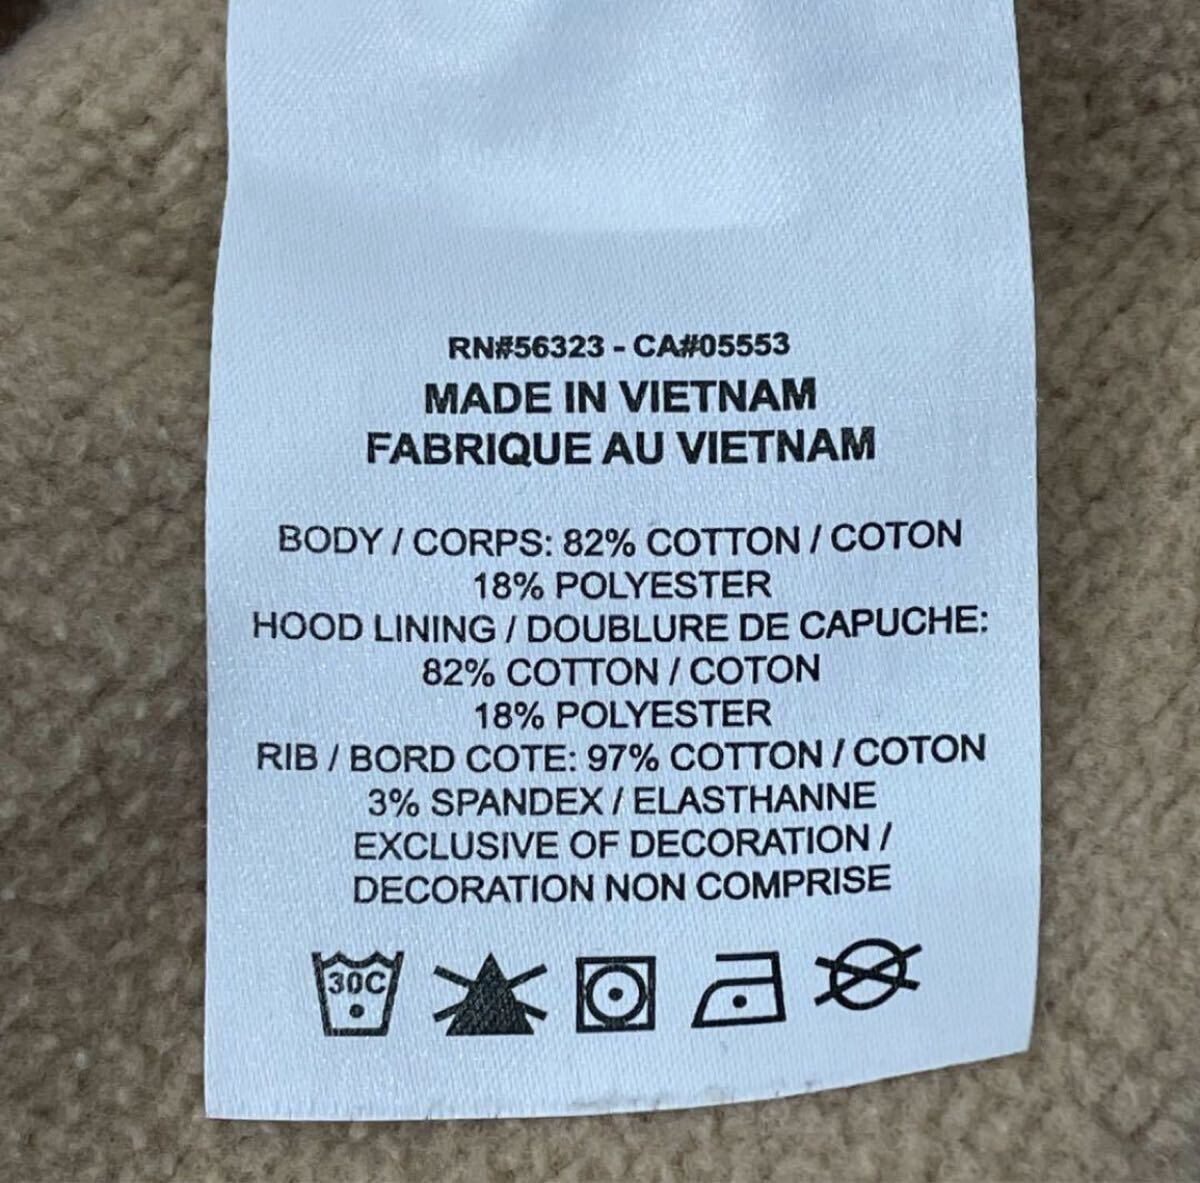 RN#56323 - CA#05553
MADE IN VIETNAM
FABRIQUE AU VIETNAM
BODY / CORPS: 82% COTTON / COTON
18% POLYESTER
HOOD LINING / DOUBLURE DE CAPUCHE:
82% COTTON / COTON
18% POLYESTER
RIB / BORD COTE: 97% COTTON / COTON
3% SPANDEX / ELASTHANNE
EXCLUSIVE OF DECORATION /
DECORATION NON COMPRISE
30C